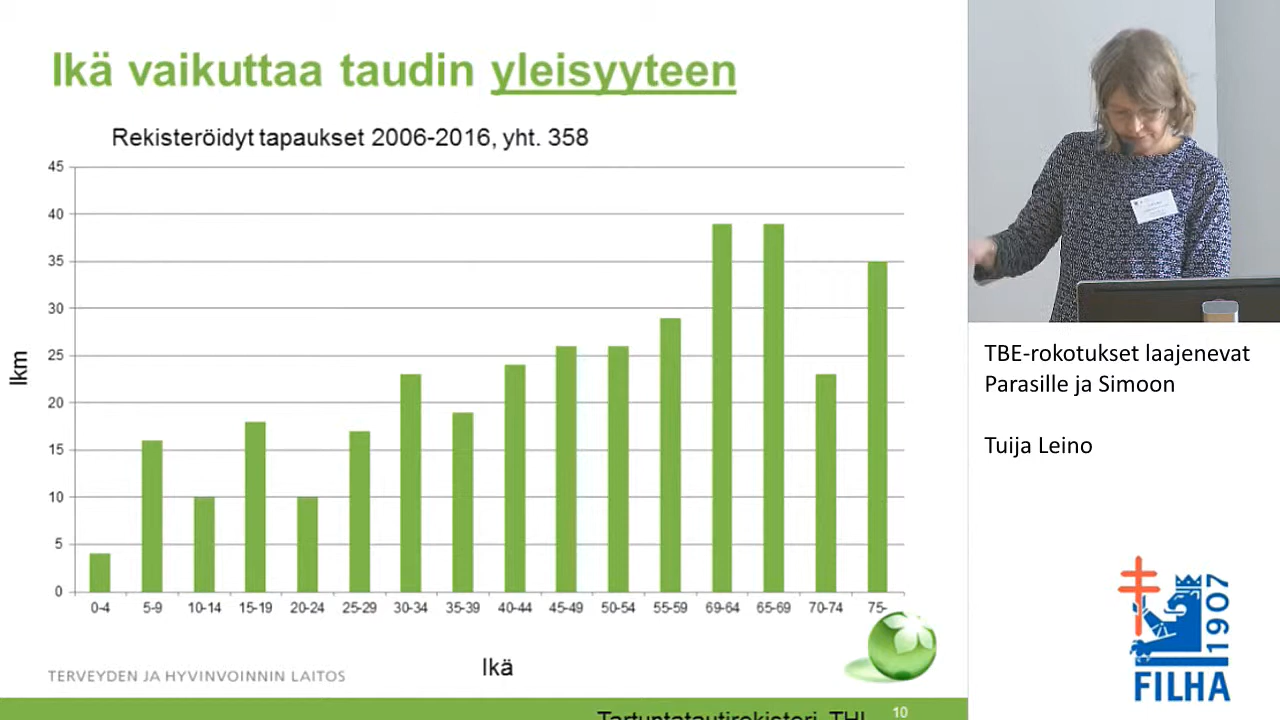 Ikä vaikuttaa taudin yleisyyteen
Rekisteröidyt tapaukset 2006-2016, yht. 358
45
40
35
30
25
20
15
10
5
0
lkm
0-4 5-9 10-14 15-19 20-24 25-29 30-34 35-39 40-44 45-49 50-54 55-59 69-64 65-69 70-74 75-
Ikä
TERVEYDEN JA HYVINVOINNIN LAITOS
Tartuntatautirekisteri, THL
10
TBE-rokotukset laajenevat
Parasille ja Simoon
Tuija Leino
1907
FILHA